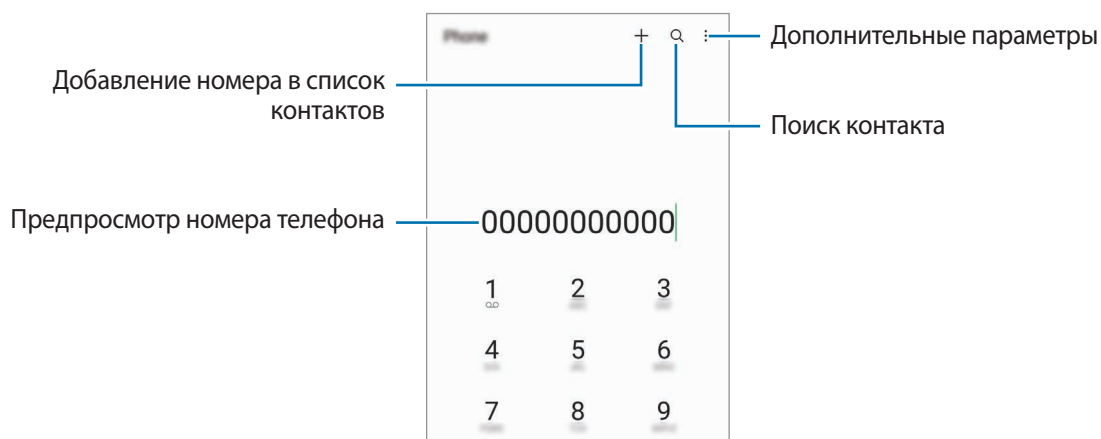 Phone
Дополнительные параметры
Добавление номера в список
контактов
Поиск контакта
Предпросмотр номера телефона
00000000000
1 2 3
4 5 6
7 8 9